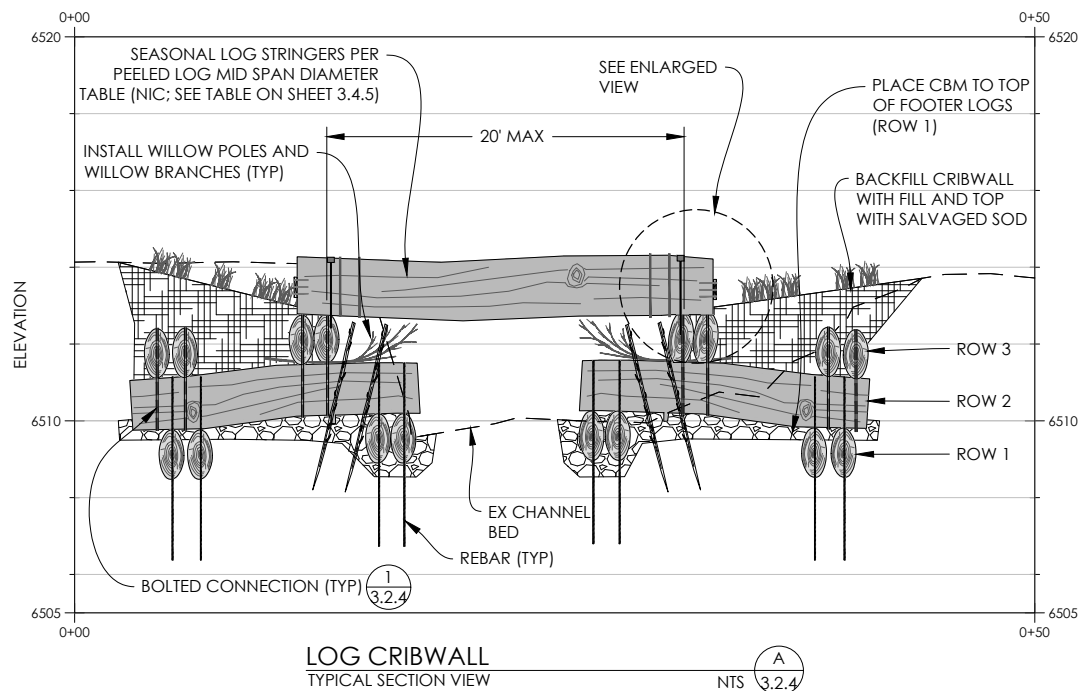 0+00
0+50
6520
6520
SEASONAL LOG STRINGERS PER
PEELED LOG MID SPAN DIAMETER
TABLE (NIC; SEE TABLE ON SHEET 3.4.5)
SEE ENLARGED
VIEW
PLACE CBM TO TOP
OF FOOTER LOGS
(ROW 1)
20' MAX
INSTALL WILLOW POLES AND
WILLOW BRANCHES (TYP)
BACKFILL CRIBWALL
WITH FILL AND TOP
WITH SALVAGED SOD
ELEVATION
ROW 3
ROW 2
6510
6510
ROW 1
EX CHANNEL
BED
REBAR (TYP)
BOLTED CONNECTION (TYP)
1
3.2.4
6505
6505
0+00
0+50
LOG CRIBWALL
TYPICAL SECTION VIEW
NTS
A
3.2.4